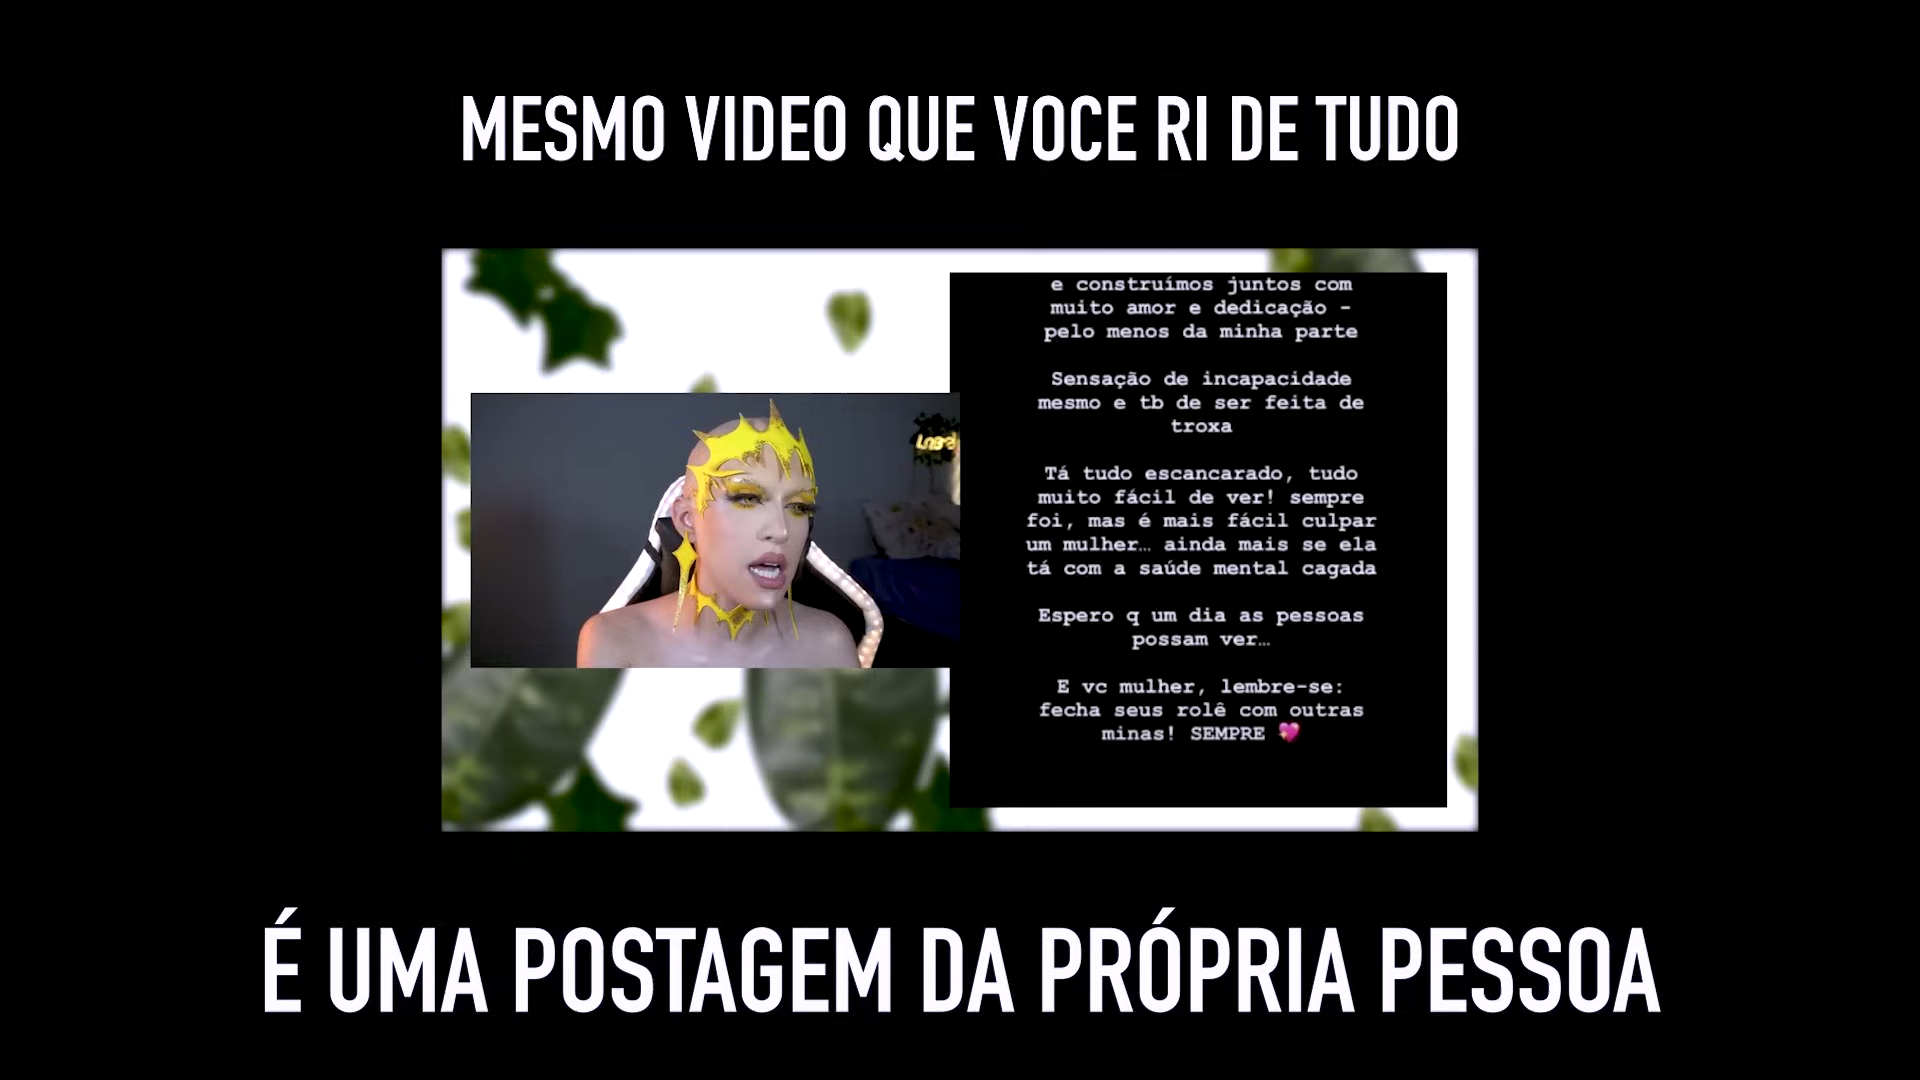 MESMO VIDEO QUE VOCE RI DE TUDO
e construímos juntos com
muito amor e dedicação -
pelo menos da minha parte
Sensação de incapacidade
mesmo e tb de ser feita de
troxa
Tá tudo escancarado, tudo
muito fácil de ver! sempre
foi, mas é mais fácil culpar
um mulher… ainda mais se ela
tá com a saúde mental cagada
Espero q um dia as pessoas
possam ver…
E vc mulher, lembre-se:
fecha seus rolê com outras
minas! SEMPRE 💖
É UMA POSTAGEM DA PRÓPRIA PESSOA